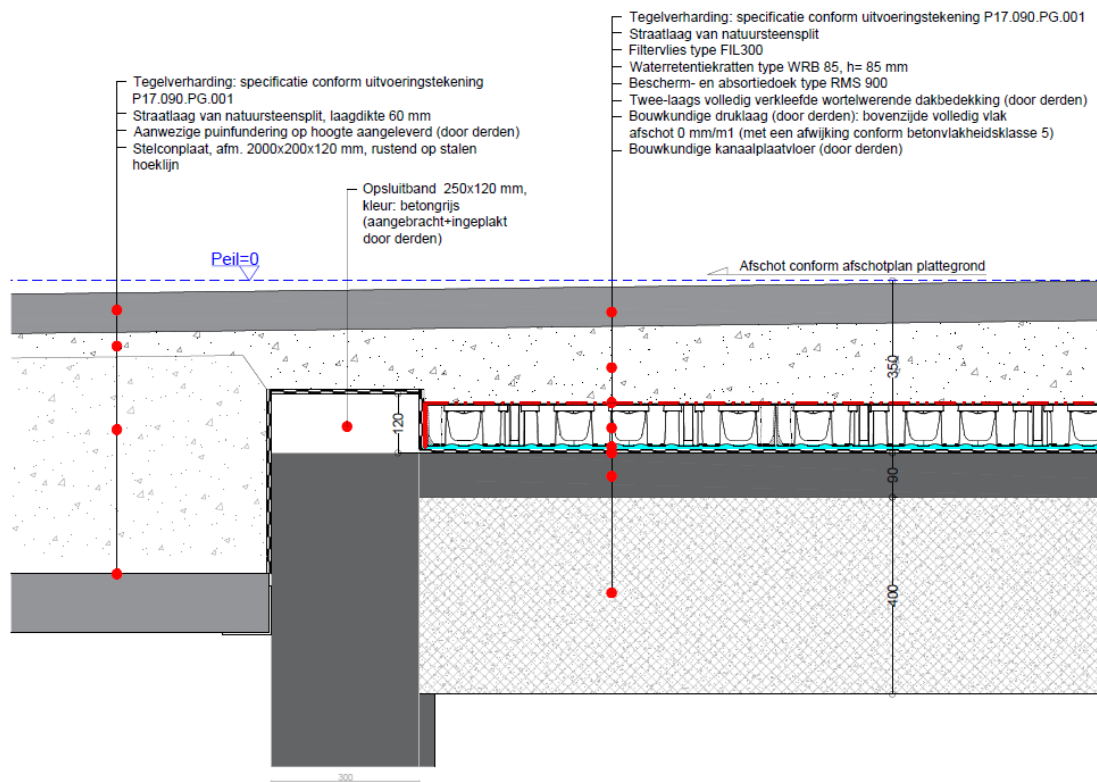 Tegelverharding: specificatie conform uitvoeringstekening P17.090.PG.001
Straatlaag van natuursteensplit
Filtervlies type FIL300
Waterretentiekratten type WRB 85, h= 85 mm
Bescherm- en absortiedoek type RMS 900
Twee-laags volledig verkleefde wortelwerende dakbedekking (door derden)
Bouwkundige druklaag (door derden): bovenzijde volledig vlak
afschot 0 mm/m1 (met een afwijking conform betonvlakheidsklasse 5)
Bouwkundige kanaalplaatvloer (door derden)
Tegelverharding: specificatie conform uitvoeringstekening
P17.090.PG.001
Straatlaag van natuursteensplit, laagdikte 60 mm
Aanwezige puinfundering op hoogte aangeleverd (door derden)
Stelconplaat, afm. 2000x200x120 mm, rustend op stalen
hoeklijn
Opsluitband 250x120 mm,
kleur: betongrijs
(aangebracht+ingeplakt
door derden)
Peil=0
Afschot conform afschotplan plattegrond
350
120
90
400
300